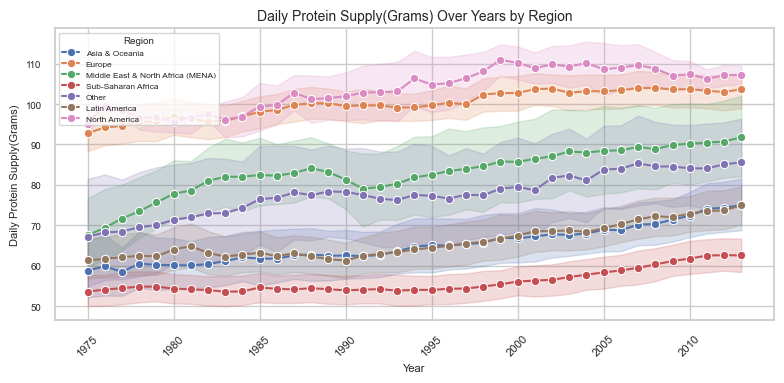 Daily Protein Supply(Grams) Over Years by Region
Daily Protein Supply(Grams)
110
100
90
80
70
60
50
Region
Asia & Oceania
Europe
Middle East & North Africa (MENA)
Sub-Saharan Africa
Other
Latin America
North America
1975
1980
1985
1990
1995
2000
2005
2010
Year